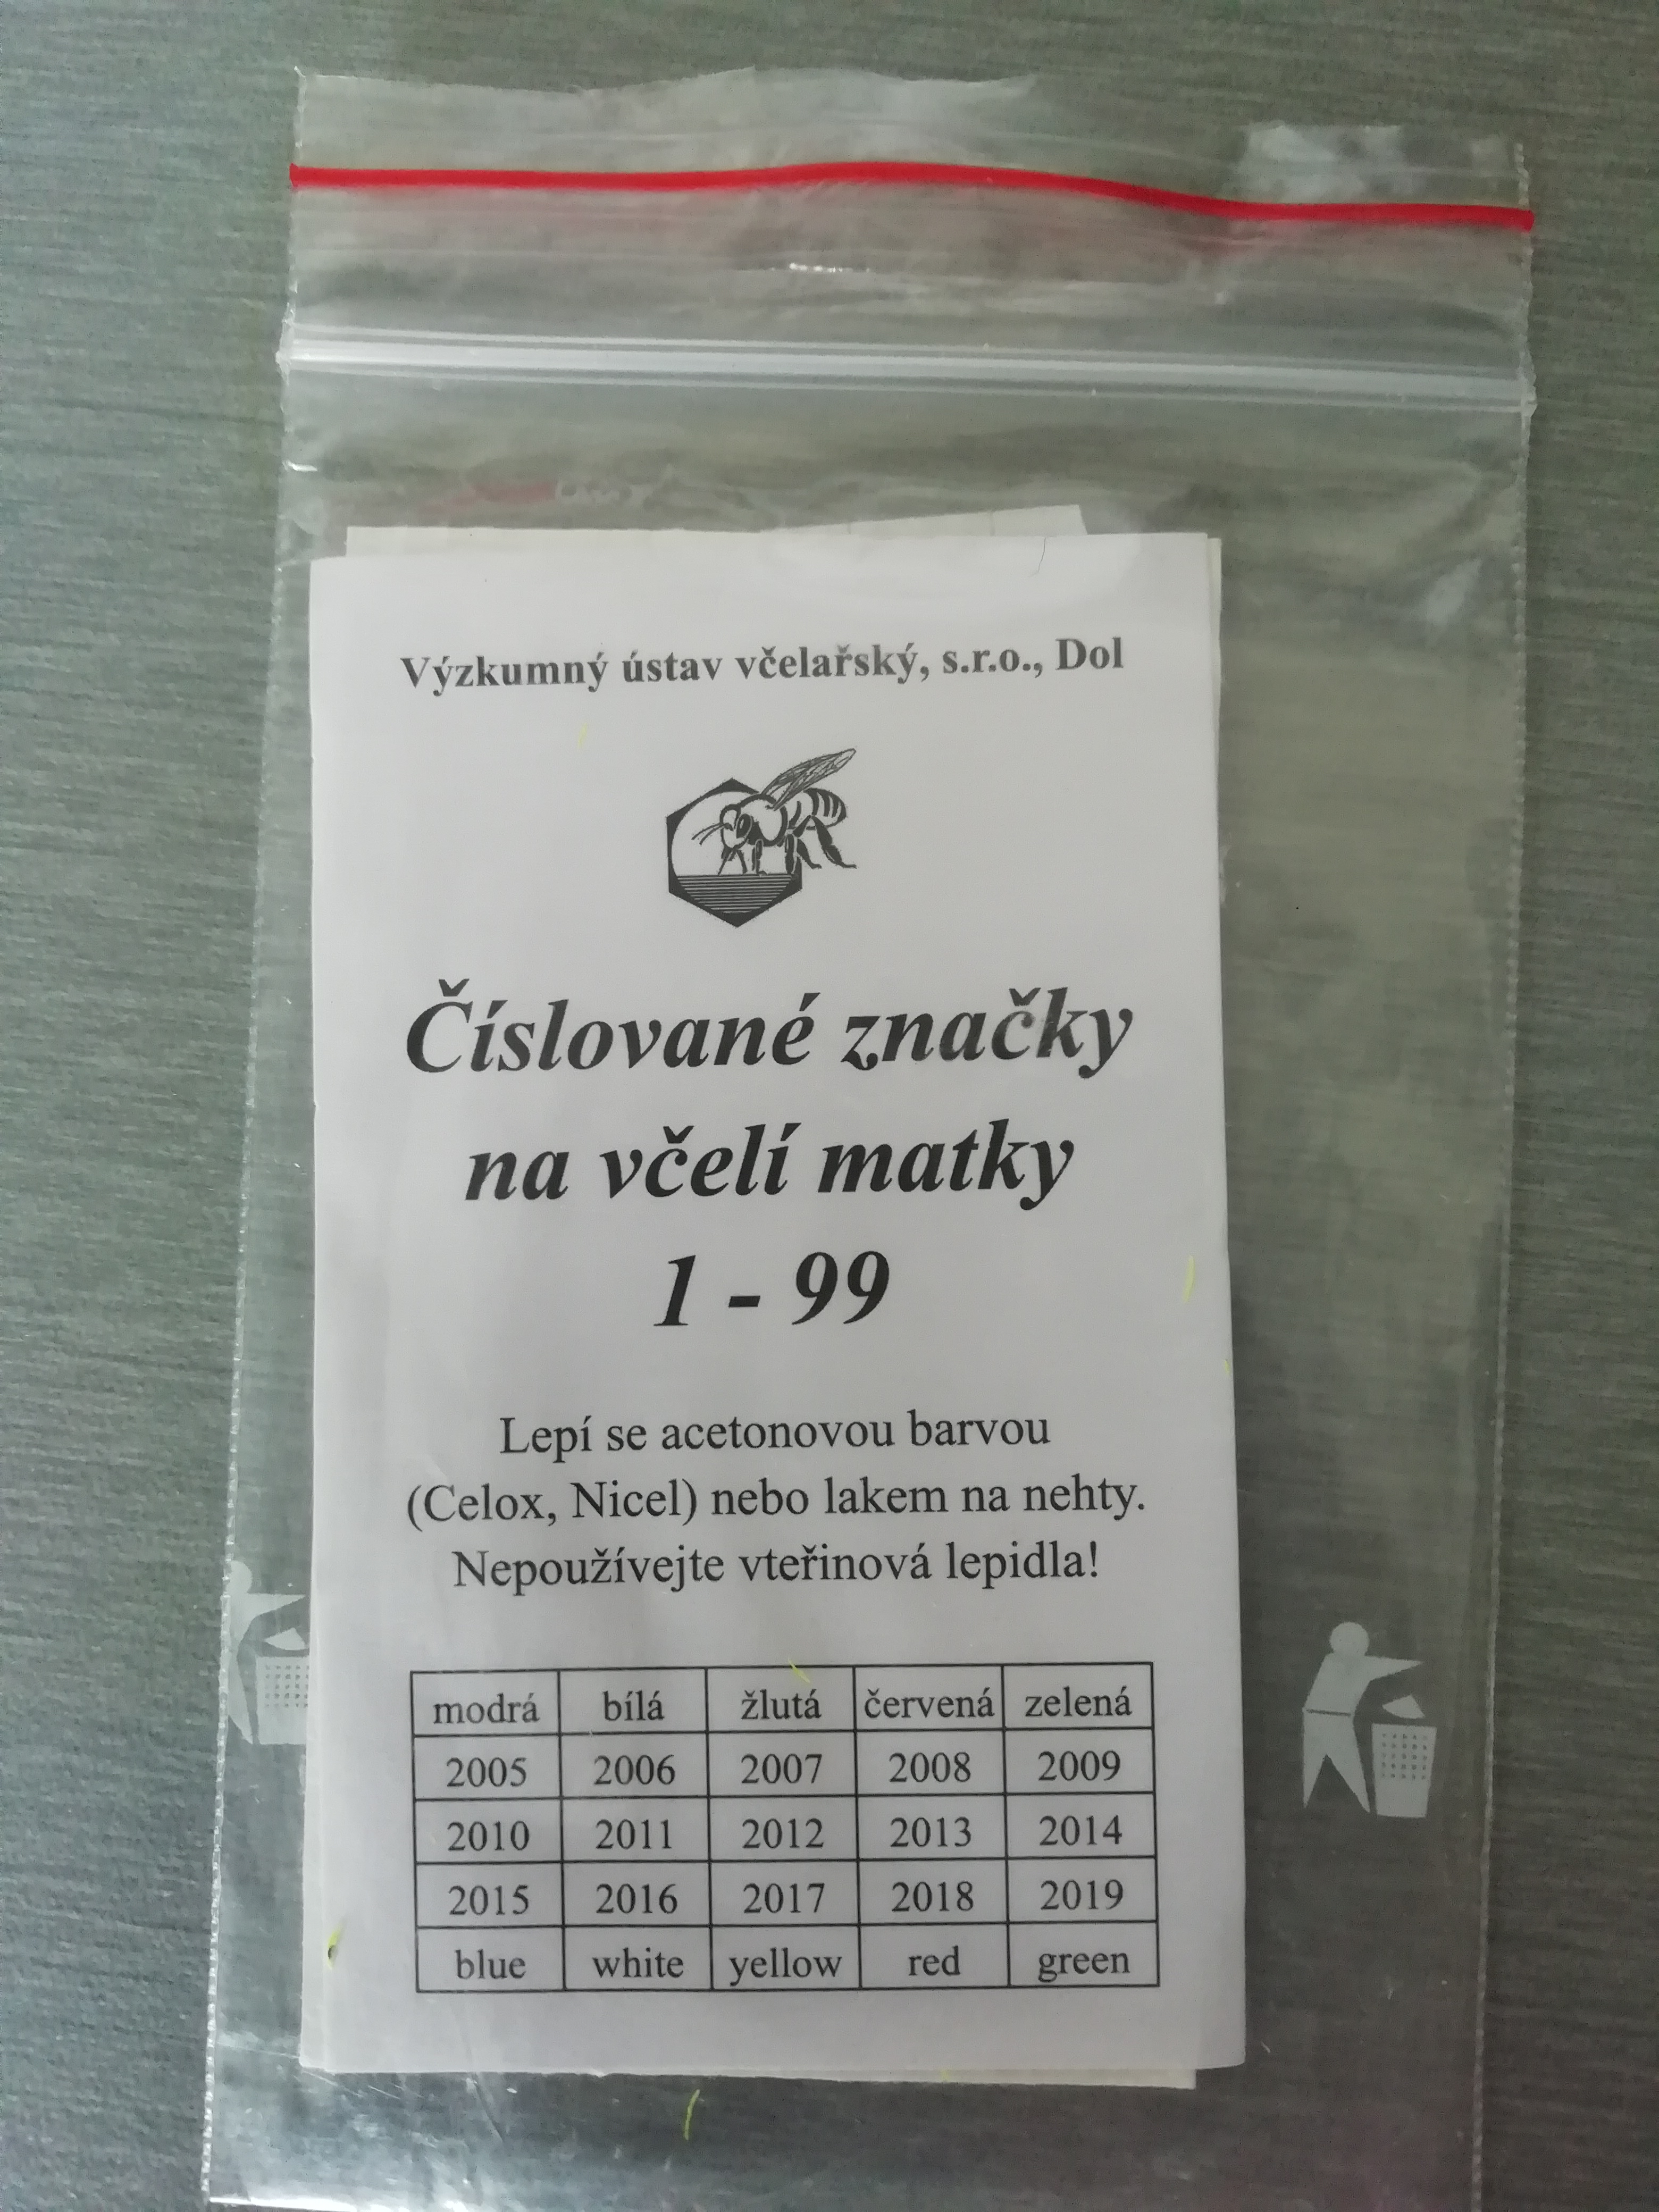 Výzkumný ústav včelařský, s.r.o., Dol
Číslované značky
na včelí matky
1 - 99
Lepí se acetonovou barvou
(Celox, Nicel) nebo lakem na nehty.
Nepoužívejte vteřinová lepidla!
modrá bílá žlutá červená zelená
2005 2006 2007 2008 2009
2010 2011 2012 2013 2014
2015 2016 2017 2018 2019
blue white yellow red green